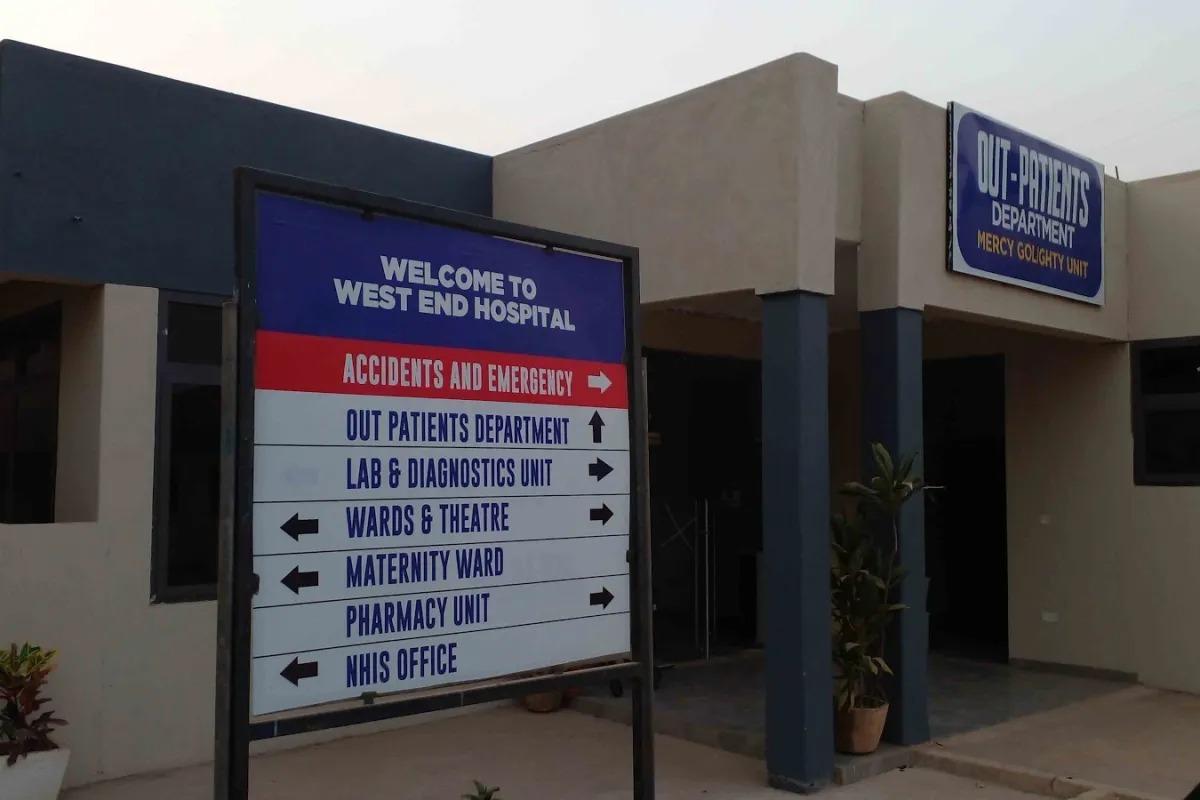 WELCOME TO
WEST END HOSPITAL
ACCIDENTS AND EMERGENCY
OUT PATIENTS DEPARTMENT
LAB & DIAGNOSTICS UNIT
WARDS & THEATRE
MATERNITY WARD
PHARMACY UNIT
NHIS OFFICE
OUT-PATIENTS
DEPARTMENT
MERCY GOLIGHTY UNIT